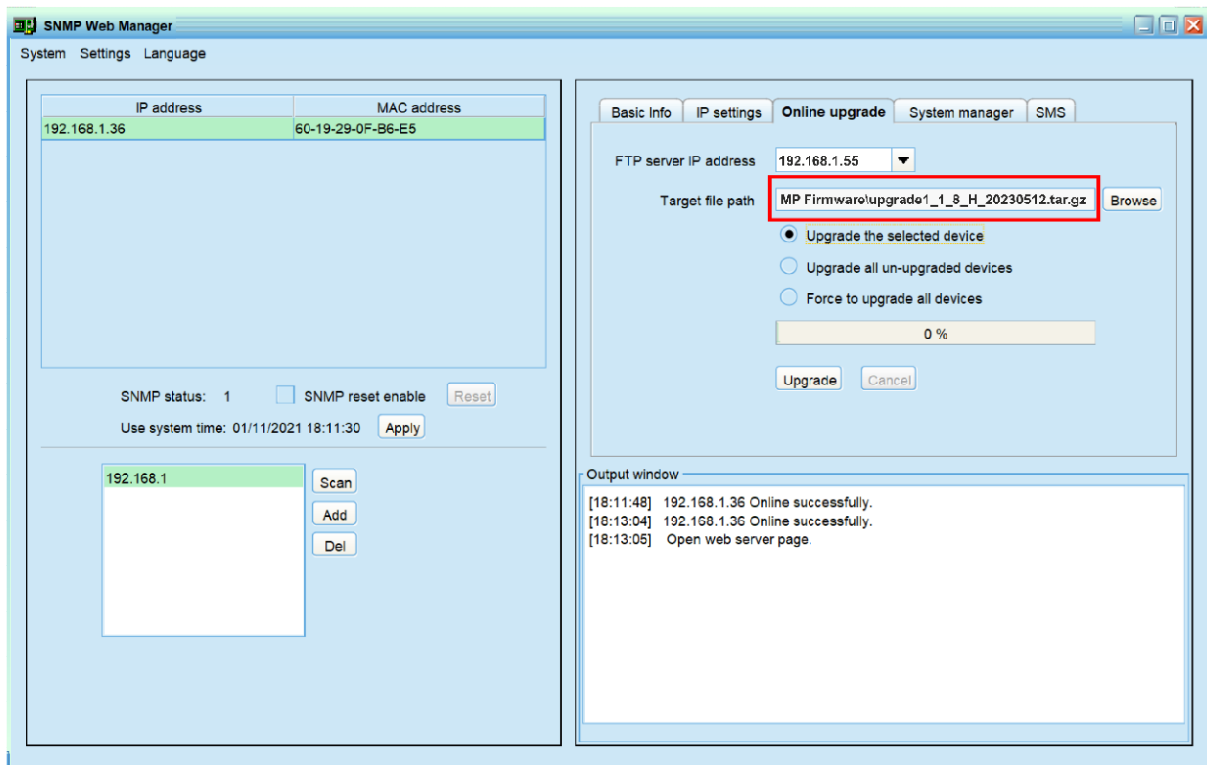 SNMP Web Manager
System Settings Language
IP address MAC address
192.168.1.36 60-19-29-0F-B6-E5
SNMP status: 1 SNMP reset enable Reset
Use system time: 01/11/2021 18:11:30 Apply
192.168.1
Scan
Add
Del
Basic Info IP settings Online upgrade System manager SMS
FTP server IP address 192.168.1.55
Target file path MP Firmware\upgrade1_1_8_H_20230512.tar.gz Browse
Upgrade the selected device
Upgrade all un-upgraded devices
Force to upgrade all devices
0 %
Upgrade Cancel
Output window
[18:11:48] 192.168.1.36 Online successfully.
[18:13:04] 192.168.1.36 Online successfully.
[18:13:05] Open web server page.